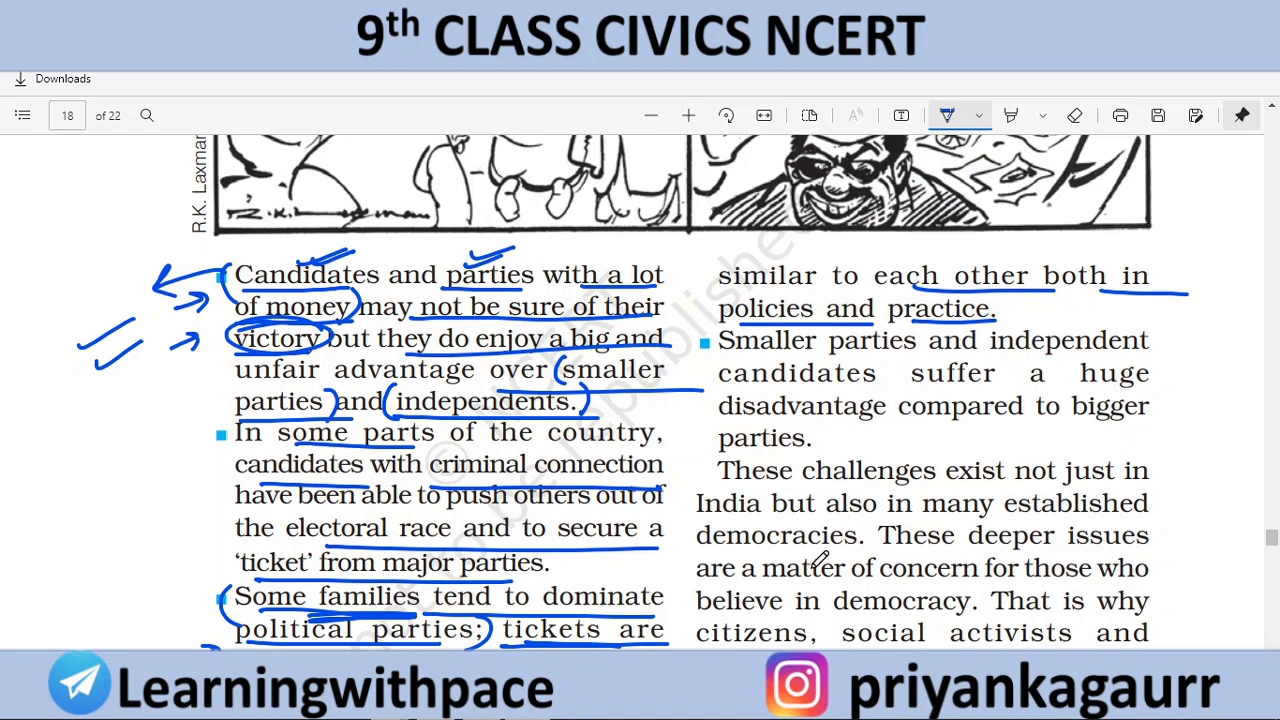 9th CLASS CIVICS NCERT
Downloads
18 of 22
R.K. Laxman
Candidates and parties with a lot
of money may not be sure of their
victory but they do enjoy a big and
unfair advantage over smaller
parties and independents.
In some parts of the country,
candidates with criminal connection
have been able to push others out of
the electoral race and to secure a
‘ticket’ from major parties.
Some families tend to dominate
political parties; tickets are
similar to each other both in
policies and practice.
Smaller parties and independent
candidates suffer a huge
disadvantage compared to bigger
parties.
These challenges exist not just in
India but also in many established
democracies. These deeper issues
are a matter of concern for those who
believe in democracy. That is why
citizens, social activists and
Learningwithpace
priyankagaurr